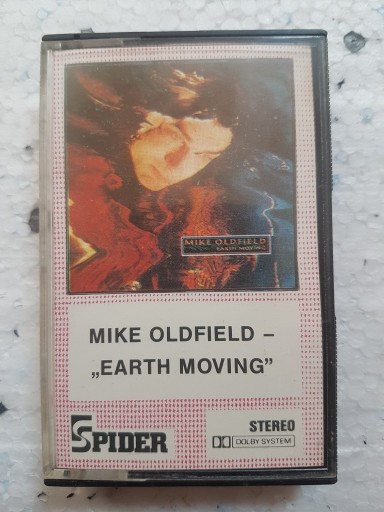 MIKE OLDFIELD
EARTH MOVING
MIKE OLDFIELD –
„EARTH MOVING”
SPIDER
STEREO
DOLBY SYSTEM